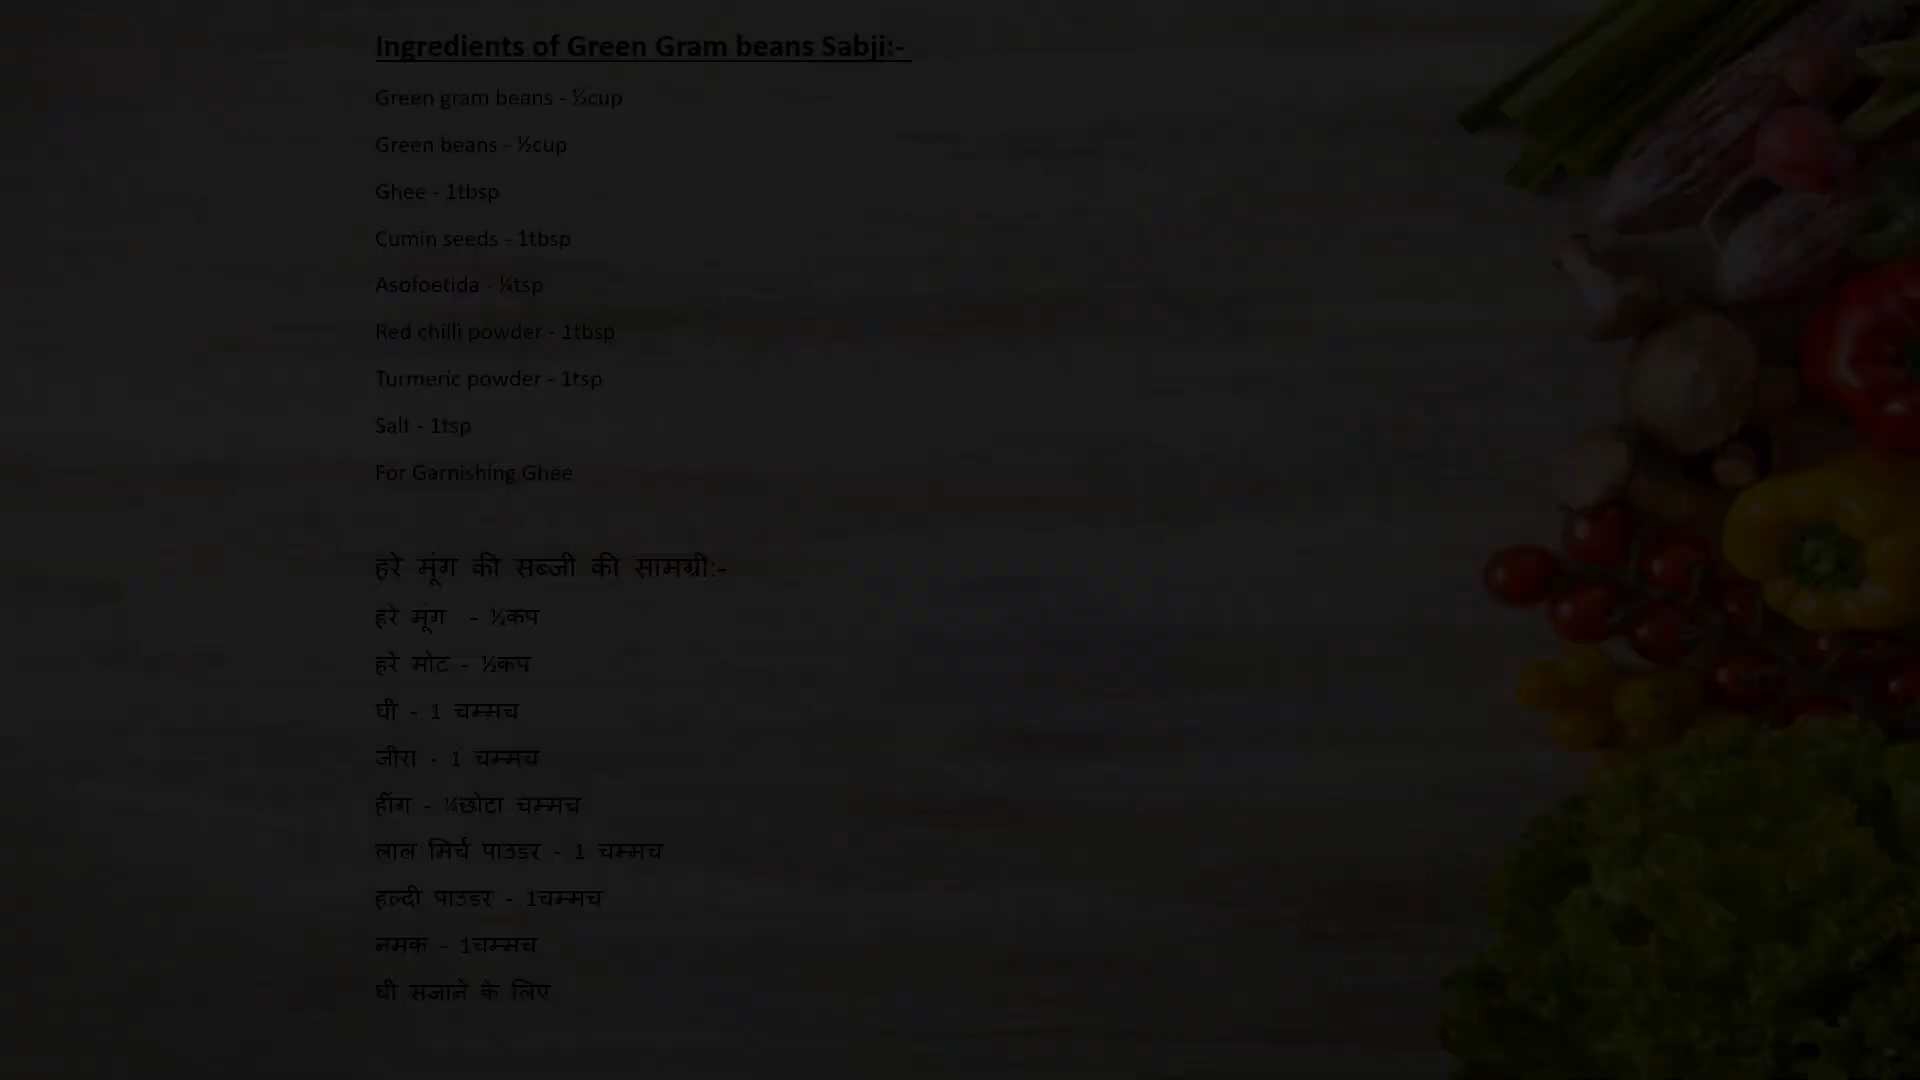 Ingredients of Green Gram beans Sabji:-
Green gram beans - ½cup
Green beans - ½cup
Ghee - 1tbsp
Cumin seeds - 1tbsp
Asofoetida - ¼tsp
Red chilli powder - 1tbsp
Turmeric powder - 1tsp
Salt - 1tsp
For Garnishing Ghee
हरे मूंग की सब्जी की सामग्री:-
हरे मूंग - ½कप
हरे मोट - ½कप
घी - 1 चम्मच
जीरा - 1 चम्मच
हींग - ¼छोटा चम्मच
लाल मिर्च पाउडर - 1 चम्मच
हल्दी पाउडर - 1चम्मच
नमक - 1चम्मच
घी सजाने के लिए